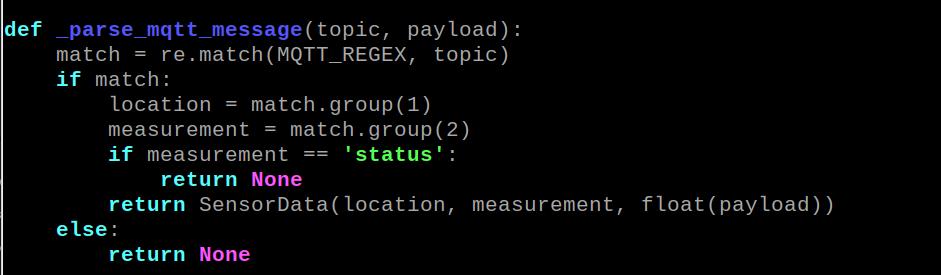 def _parse_mqtt_message(topic, payload):
    match = re.match(MQTT_REGEX, topic)
    if match:
        location = match.group(1)
        measurement = match.group(2)
        if measurement == 'status':
            return None
        return SensorData(location, measurement, float(payload))
    else:
        return None